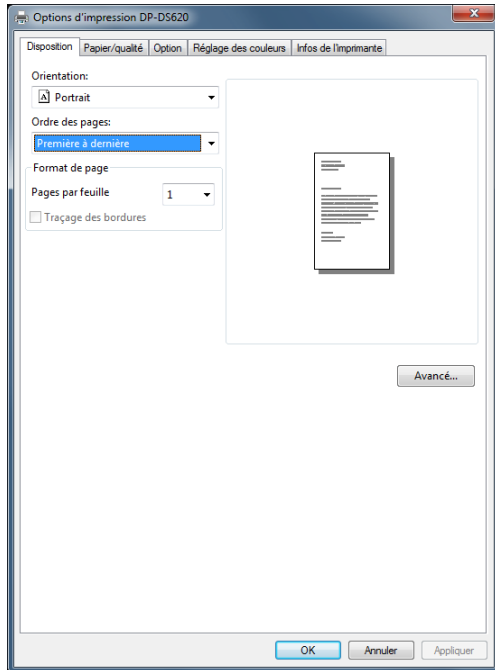 Options d'impression DP-DS620
Disposition Papier/qualité Option Réglage des couleurs Infos de l'Imprimante
Orientation:
A Portrait
Ordre des pages:
Première à dernière
Format de page
Pages par feuille 1
Traçage des bordures
Avancé...
OK Annuler Appliquer